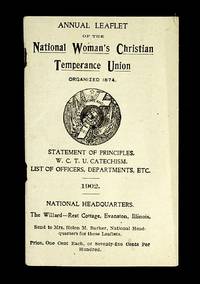 ANNUAL LEAFLET
OF THE
National Woman's Christian
Temperance Union
ORGANIZED 1874.
STATEMENT OF PRINCIPLES,
W. C. T. U. CATECHISM,
LIST OF OFFICERS, DEPARTMENTS, ETC.
1902.
NATIONAL HEADQUARTERS.
The Willard—Rest Cottage, Evanston, Illinois.
Send to Mrs. Helen M. Barker, National Head-
quarters for these Leaflets.
Price, One Cent Each, or Seventy-five Cents Per
Hundred.